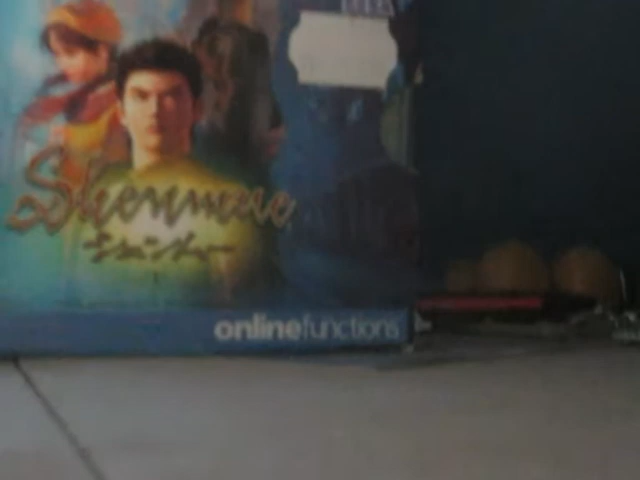 Shenmue
シェンムー
onlinefunctions